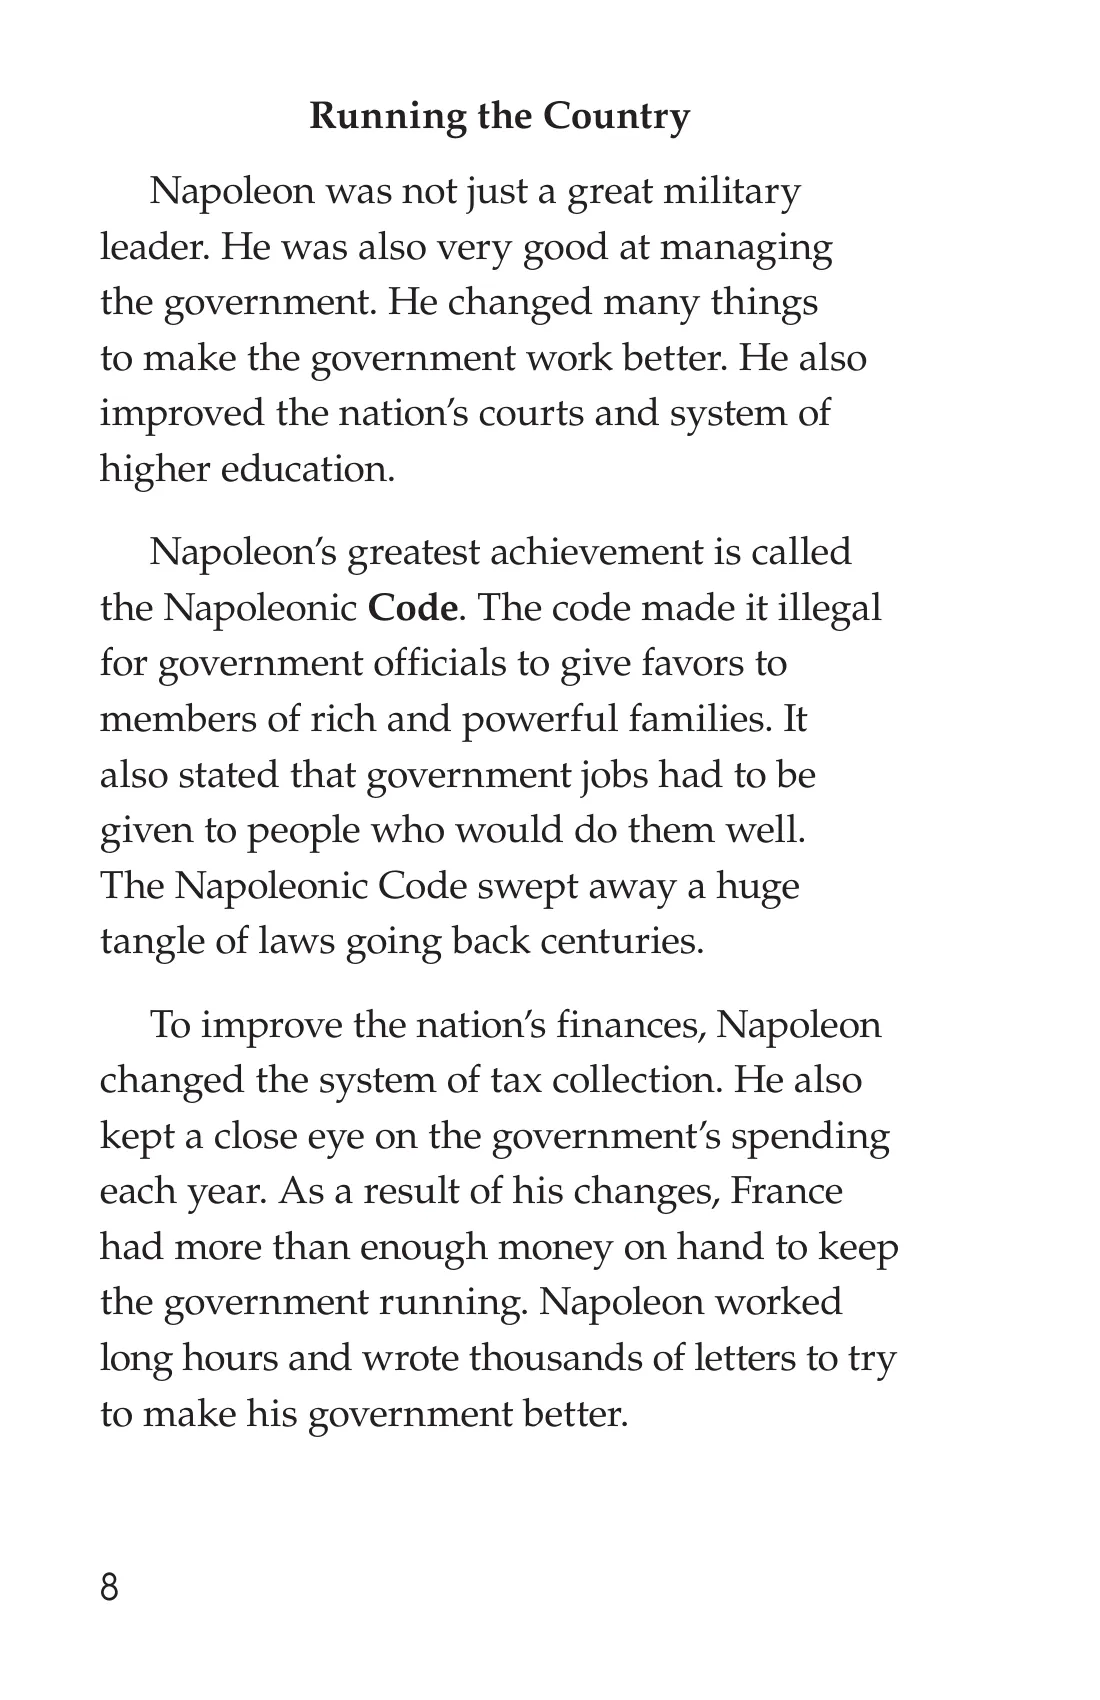 Running the Country
Napoleon was not just a great military
leader. He was also very good at managing
the government. He changed many things
to make the government work better. He also
improved the nation’s courts and system of
higher education.
Napoleon’s greatest achievement is called
the Napoleonic Code. The code made it illegal
for government officials to give favors to
members of rich and powerful families. It
also stated that government jobs had to be
given to people who would do them well.
The Napoleonic Code swept away a huge
tangle of laws going back centuries.
To improve the nation’s finances, Napoleon
changed the system of tax collection. He also
kept a close eye on the government’s spending
each year. As a result of his changes, France
had more than enough money on hand to keep
the government running. Napoleon worked
long hours and wrote thousands of letters to try
to make his government better.
8